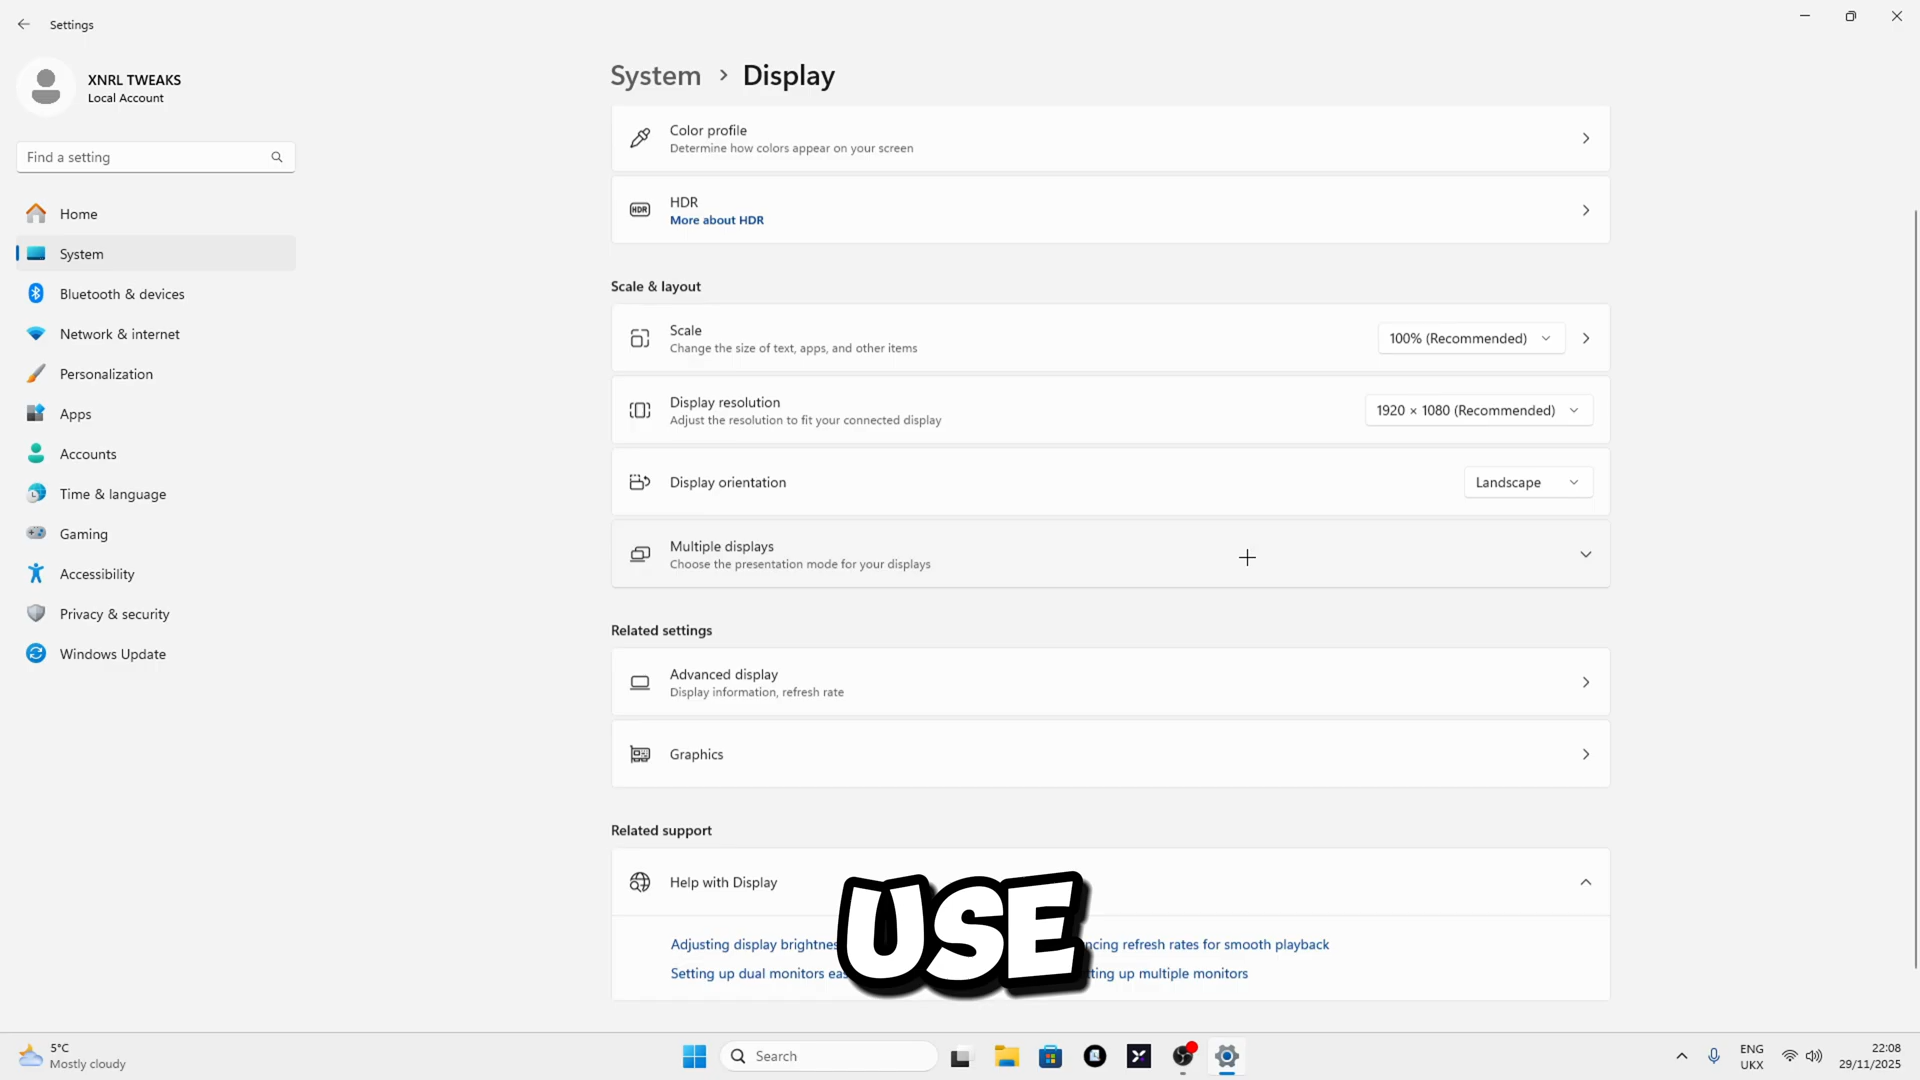 Settings
XNRL TWEAKS
Local Account
Find a setting
Home
System
Bluetooth & devices
Network & internet
Personalization
Apps
Accounts
Time & language
Gaming
Accessibility
Privacy & security
Windows Update
System > Display
Color profile
Determine how colors appear on your screen
HDR
HDR
More about HDR
Scale & layout
Scale
Change the size of text, apps, and other items
100% (Recommended)
Display resolution
Adjust the resolution to fit your connected display
1920 × 1080 (Recommended)
Display orientation
Landscape
Multiple displays
Choose the presentation mode for your displays
Related settings
Advanced display
Display information, refresh rate
Graphics
Related support
Help with Display
Adjusting display
refresh rates for smooth playback
Setting up dual monitors
up multiple monitors
USE
5°C
Mostly cloudy
Search
ENG
UKX
22:08
29/11/2025